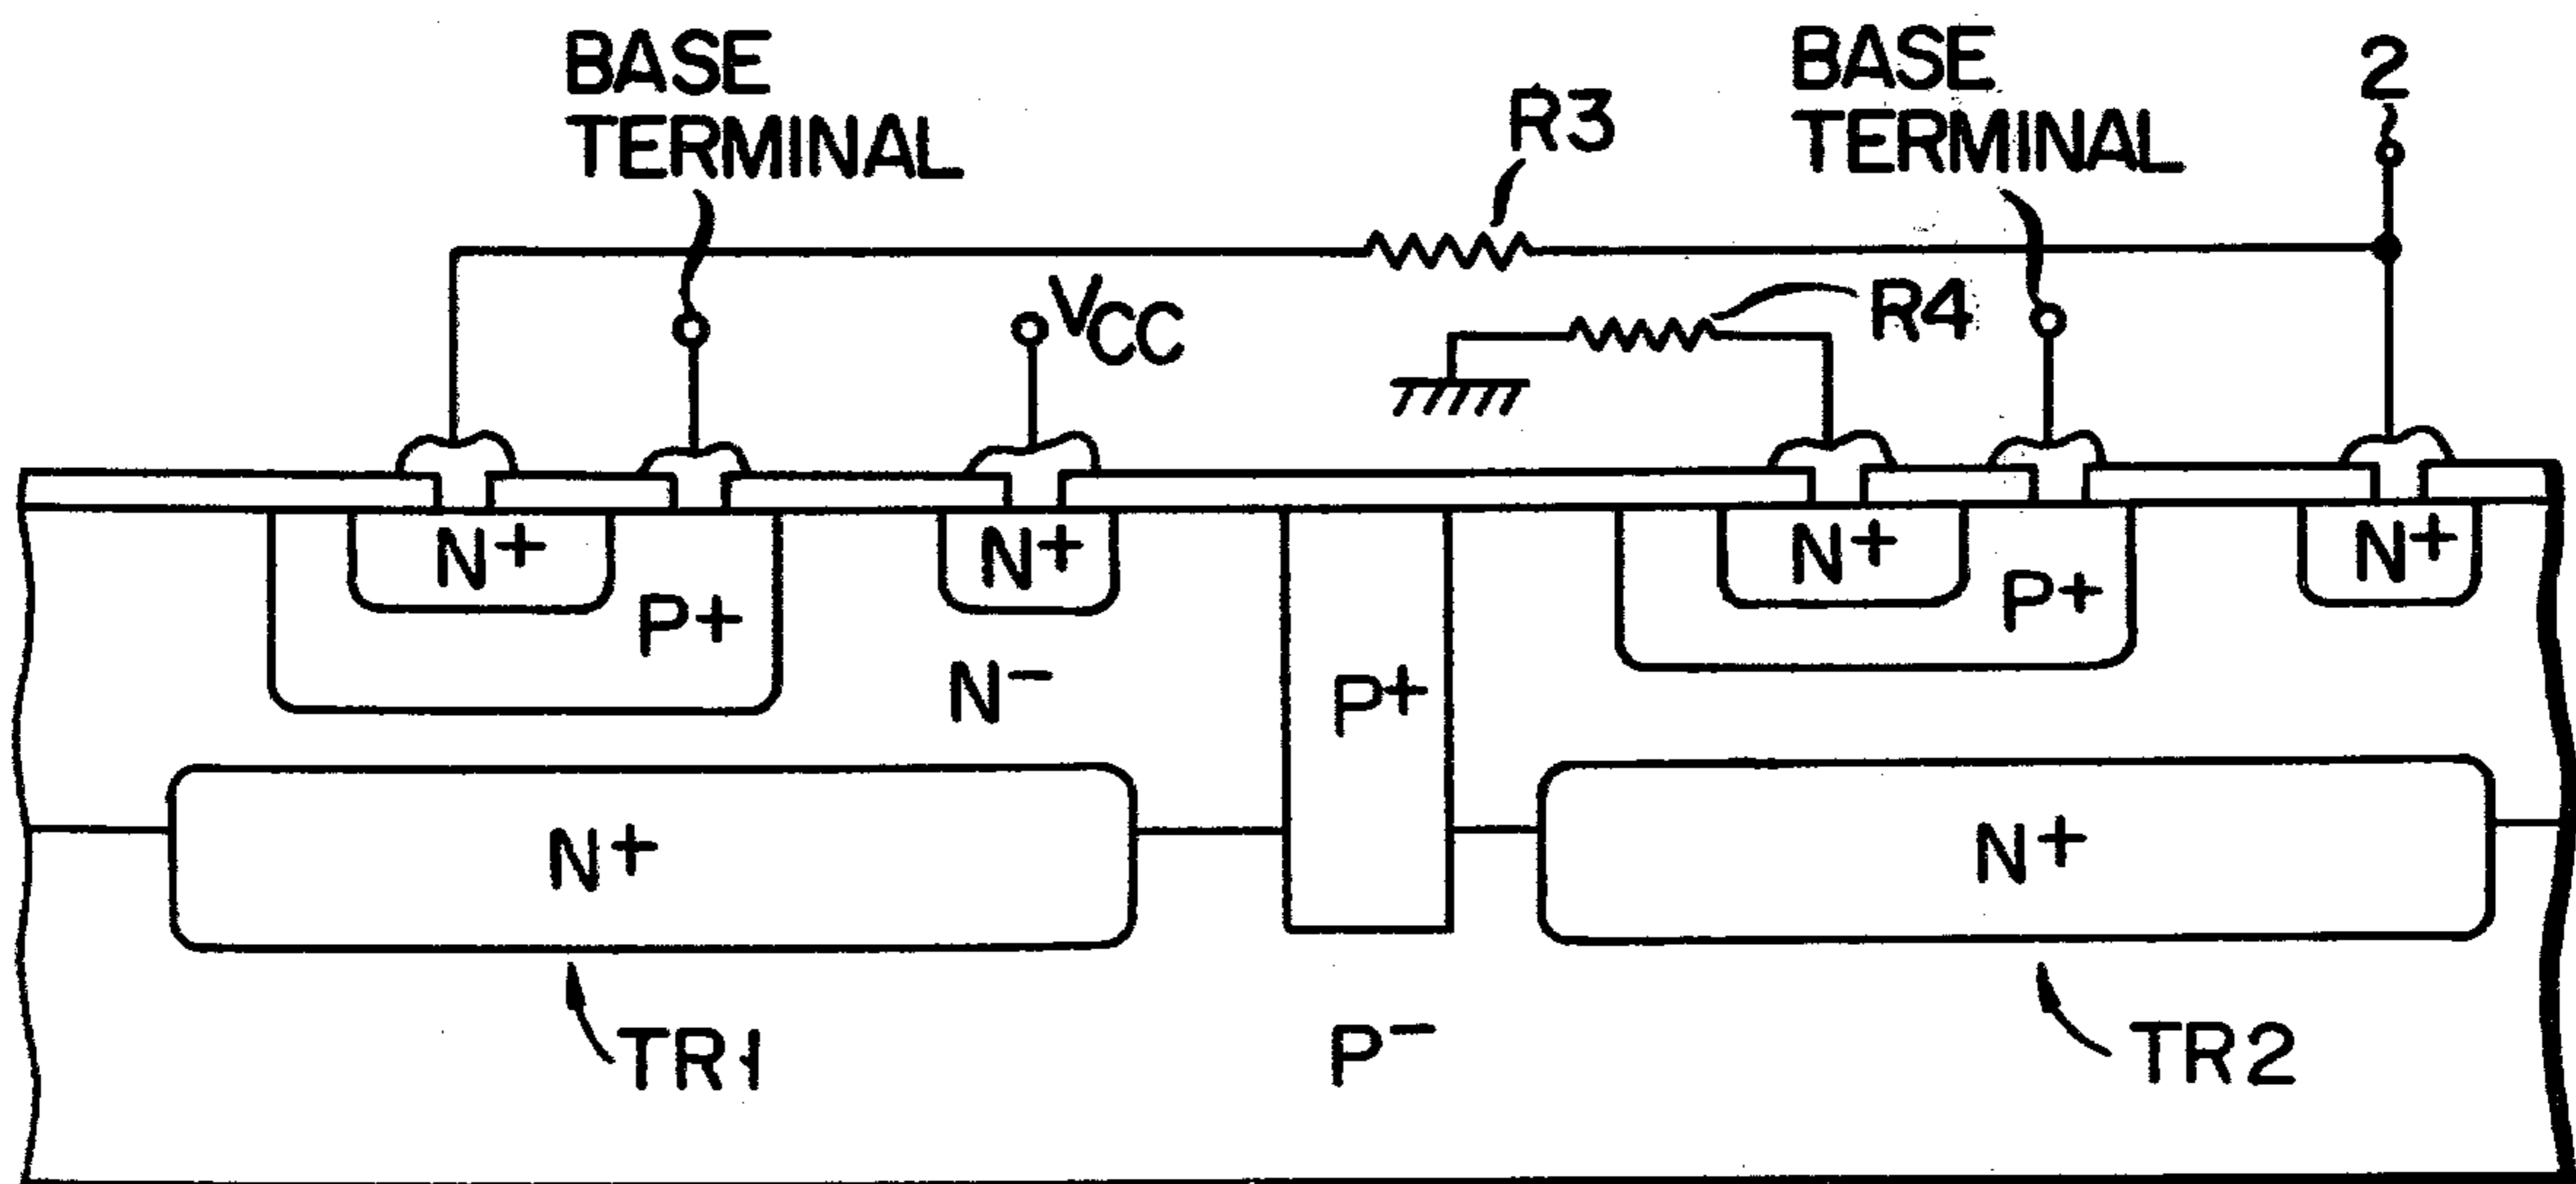 BASE
TERMINAL
R3
BASE
TERMINAL
2
VCC
R4
N+
N+
N+
N+
P+
P+
N-
P+
N+
N+
TR1
P-
TR2